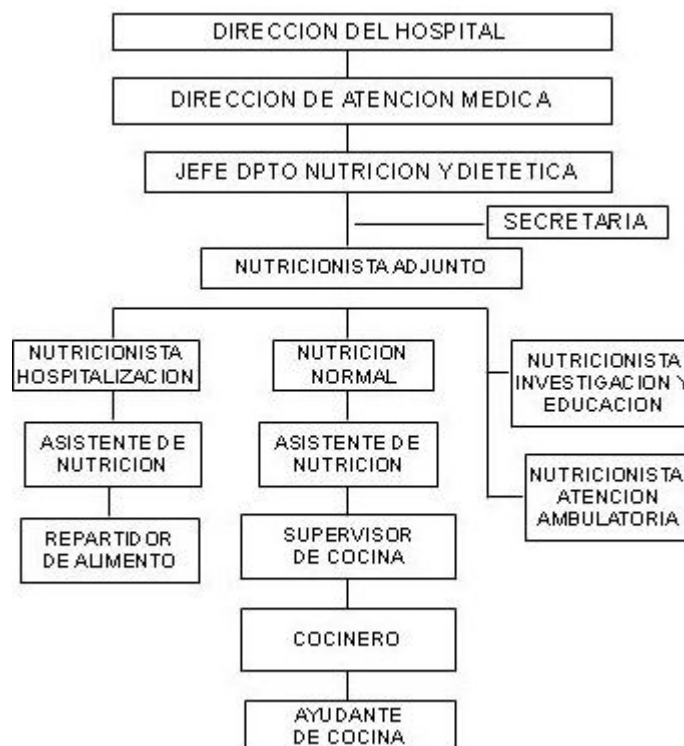 DIRECCION DEL HOSPITAL
DIRECCION DE ATENCION MEDICA
JEFE DPTO NUTRICION Y DIETETICA
SECRETARIA
NUTRICIONISTA ADJUNTO
NUTRICIONISTA
HOSPITALIZACION
ASISTENTE DE
NUTRICION
REPARTIDOR
DE ALIMENTO
NUTRICION
NORMAL
ASISTENTE DE
NUTRICION
SUPERVISOR
DE COCINA
COCINERO
AYUDANTE
DE COCINA
NUTRICIONISTA
INVESTIGACION Y
EDUCACION
NUTRICIONISTA
ATENCION
AMBULATORIA